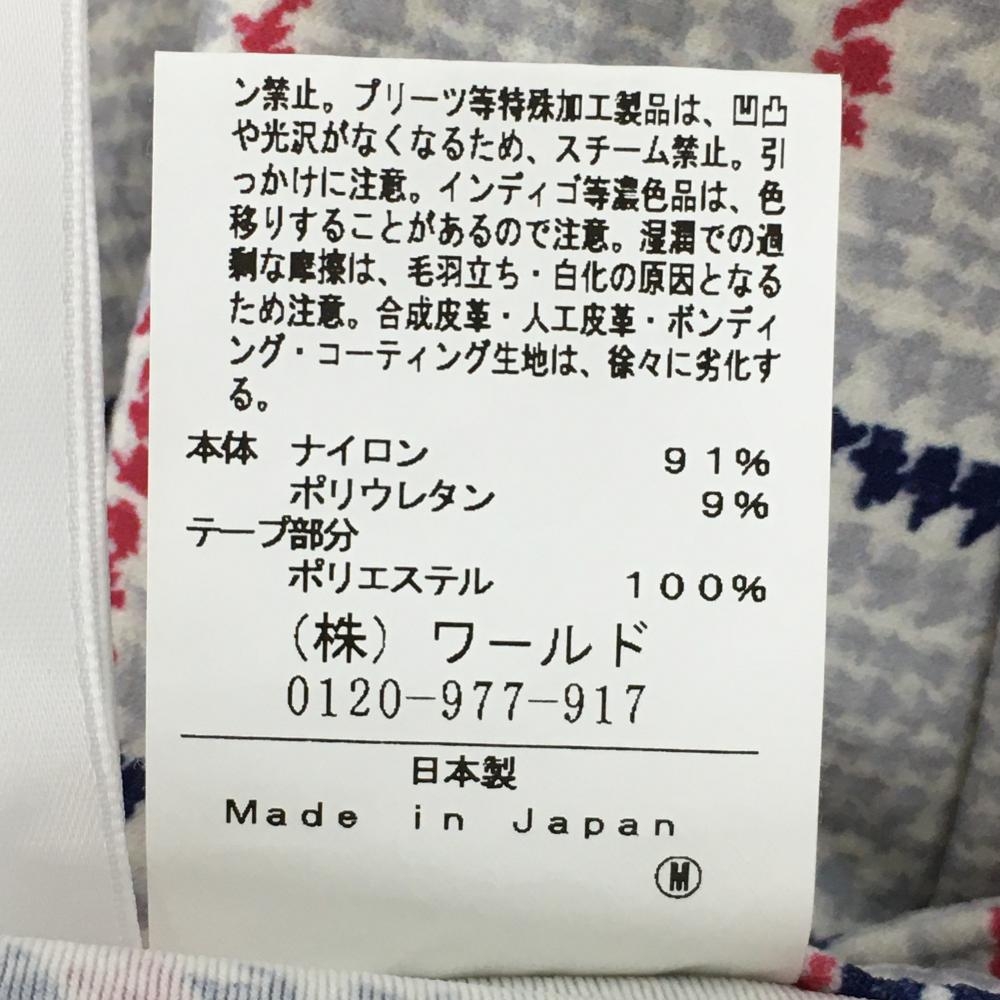 ン禁止。プリーツ等特殊加工製品は、凹凸
や光沢がなくなるため、スチーム禁止。引
っかけに注意。インディゴ等濃色品は、色
移りすることがあるので注意。湿潤での過
剰な摩擦は、毛羽立ち・白化の原因となる
ため注意。合成皮革・人工皮革・ボンディ
ング・コーティング生地は、徐々に劣化す
る。
本体 ナイロン 91%
ポリウレタン 9%
テープ部分
ポリエステル 100%
(株) ワールド
0120-977-917
日本製
Made in Japan
M